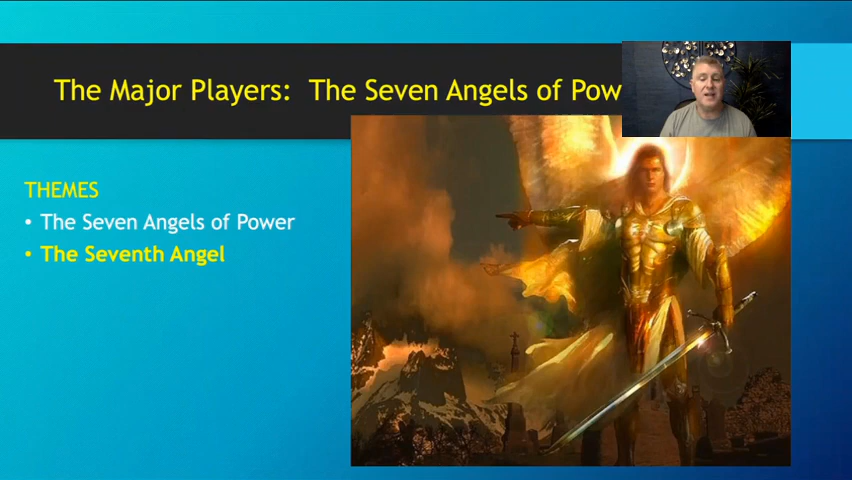 The Major Players:  The Seven Angels of Pow
THEMES
• The Seven Angels of Power
• The Seventh Angel